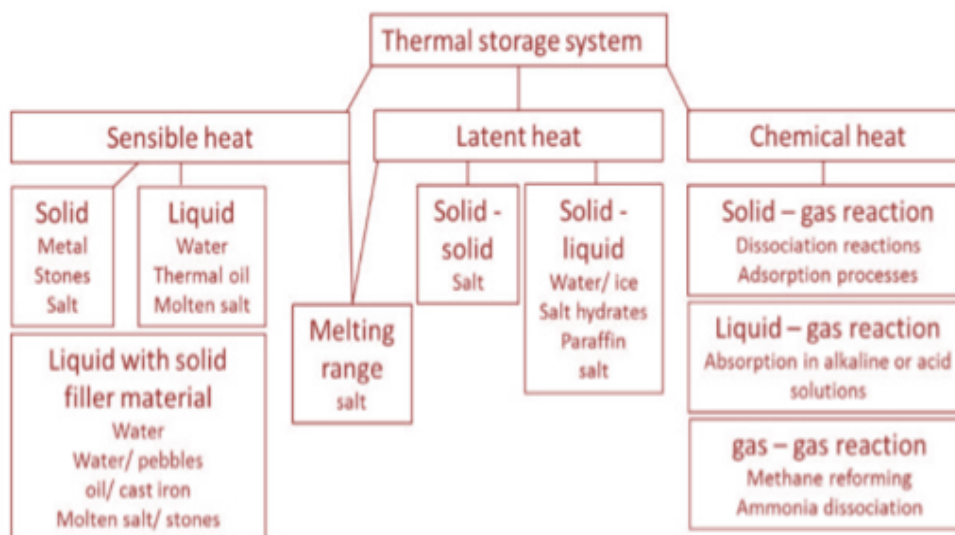 Thermal storage system
Sensible heat
Latent heat
Chemical heat
Solid
Metal
Stones
Salt
Liquid
Water
Thermal oil
Molten salt
Liquid with solid
filler material
Water
Water/ pebbles
oil/ cast iron
Molten salt/ stones
Melting
range
salt
Solid -
solid
Salt
Solid -
liquid
Water/ ice
Salt hydrates
Paraffin
salt
Solid – gas reaction
Dissociation reactions
Adsorption processes
Liquid – gas reaction
Absorption in alkaline or acid
solutions
gas – gas reaction
Methane reforming
Ammonia dissociation